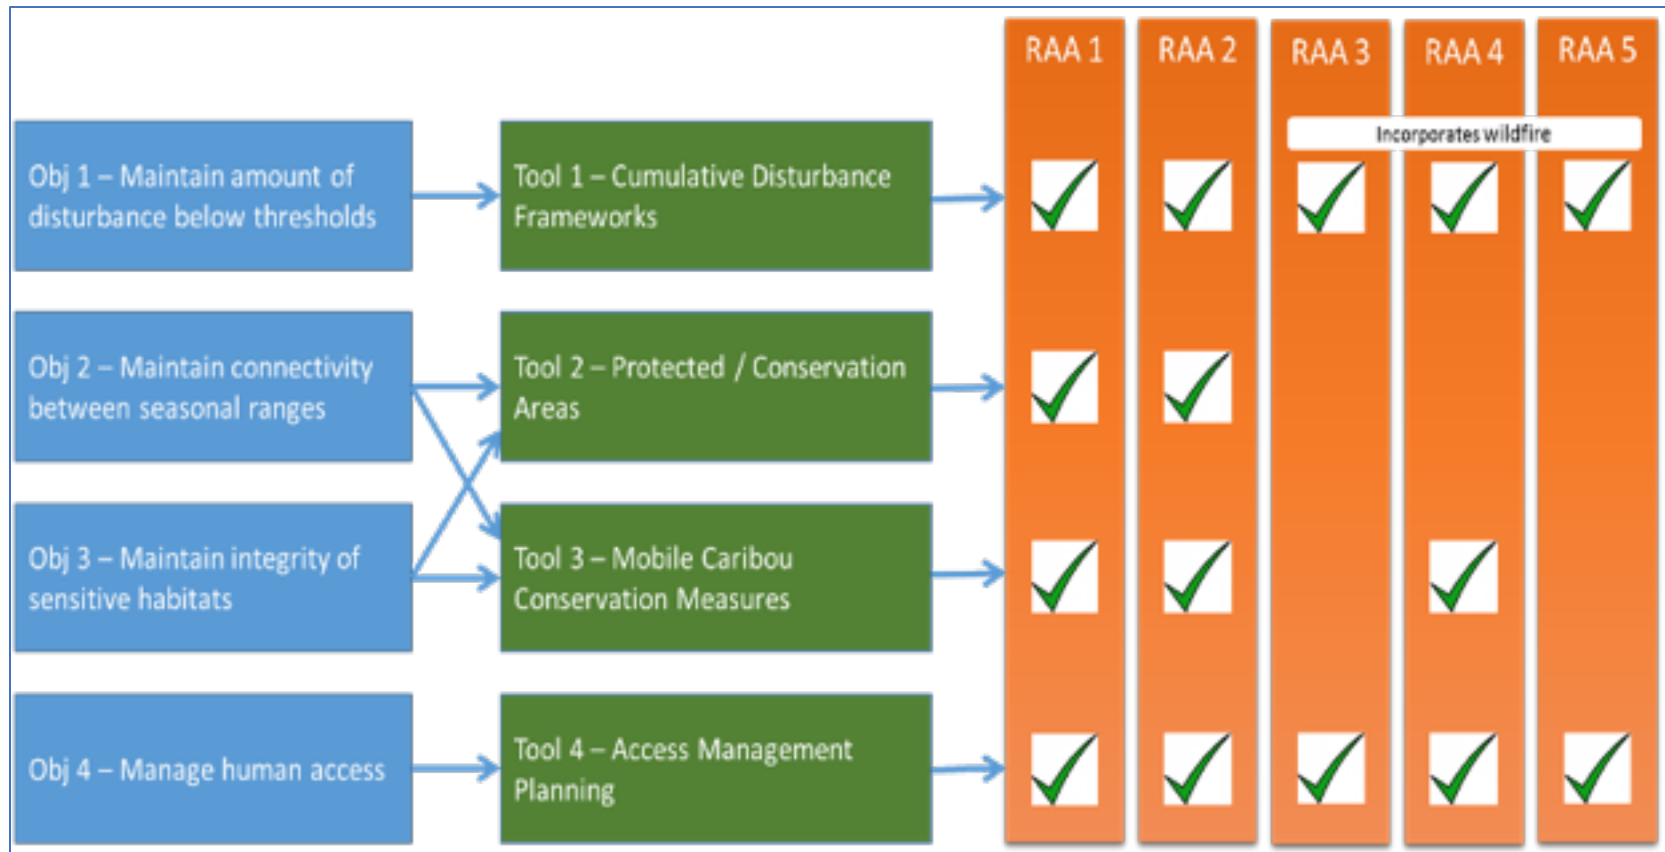 RAA 1
RAA 2
RAA 3
RAA 4
RAA 5
Incorporates wildfire
Obj 1 – Maintain amount of
disturbance below thresholds
Tool 1 – Cumulative Disturbance
Frameworks
Obj 2 – Maintain connectivity
between seasonal ranges
Tool 2 – Protected / Conservation
Areas
Obj 3 – Maintain integrity of
sensitive habitats
Tool 3 – Mobile Caribou
Conservation Measures
Obj 4 – Manage human access
Tool 4 – Access Management
Planning